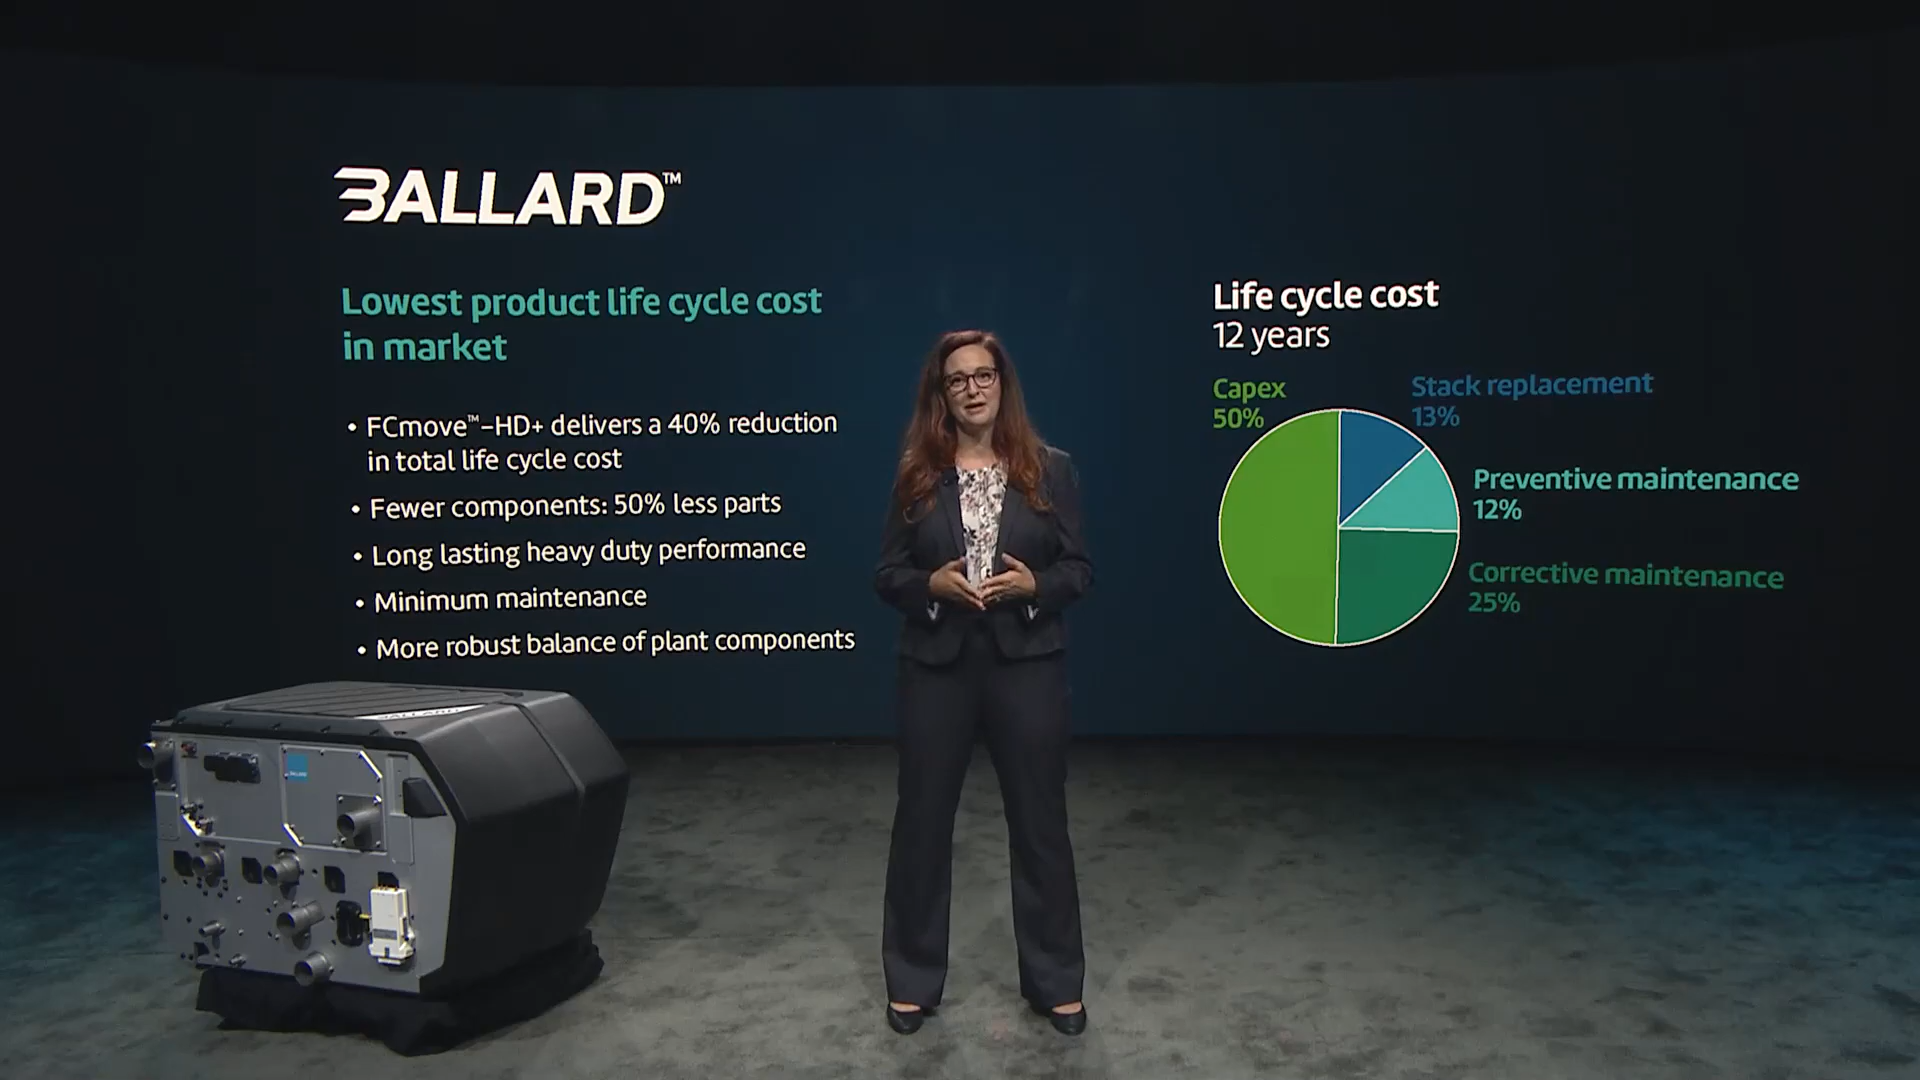 BALLARD™
Lowest product life cycle cost
in market
• FCmove™-HD+ delivers a 40% reduction
in total life cycle cost
• Fewer components: 50% less parts
• Long lasting heavy duty performance
• Minimum maintenance
• More robust balance of plant components
Life cycle cost
12 years
Capex
50%
Stack replacement
13%
Preventive maintenance
12%
Corrective maintenance
25%
BALLARD
BALLARD